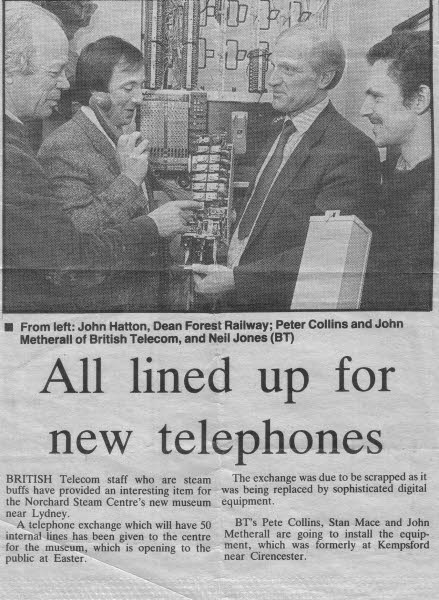 ■ From left: John Hatton, Dean Forest Railway; Peter Collins and John
Metherall of British Telecom, and Neil Jones (BT)
All lined up for
new telephones
BRITISH Telecom staff who are steam
buffs have provided an interesting item for
the Norchard Steam Centre's new museum
near Lydney.
A telephone exchange which will have 50
internal lines has been given to the centre
for the museum, which is opening to the
public at Easter.
The exchange was due to be scrapped as it
was being replaced by sophisticated digital
equipment.
BT's Pete Collins, Stan Mace and John
Metherall are going to install the equip-
ment, which was formerly at Kempsford
near Cirencester.